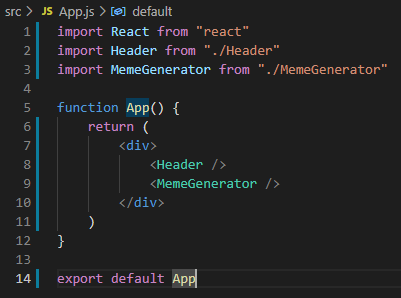 src > JS App.js > default
1 import React from "react"
2 import Header from "./Header"
3 import MemeGenerator from "./MemeGenerator"
4
5 function App() {
6     return (
7         <div>
8             <Header />
9             <MemeGenerator />
10         </div>
11     )
12 }
13
14 export default App